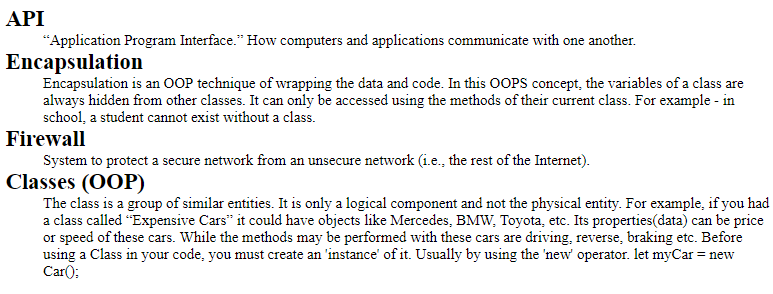 API
“Application Program Interface.” How computers and applications communicate with one another.
Encapsulation
Encapsulation is an OOP technique of wrapping the data and code. In this OOPS concept, the variables of a class are
always hidden from other classes. It can only be accessed using the methods of their current class. For example - in
school, a student cannot exist without a class.
Firewall
System to protect a secure network from an unsecure network (i.e., the rest of the Internet).
Classes (OOP)
The class is a group of similar entities. It is only a logical component and not the physical entity. For example, if you had
a class called “Expensive Cars” it could have objects like Mercedes, BMW, Toyota, etc. Its properties(data) can be price
or speed of these cars. While the methods may be performed with these cars are driving, reverse, braking etc. Before
using a Class in your code, you must create an 'instance' of it. Usually by using the 'new' operator. let myCar = new
Car();